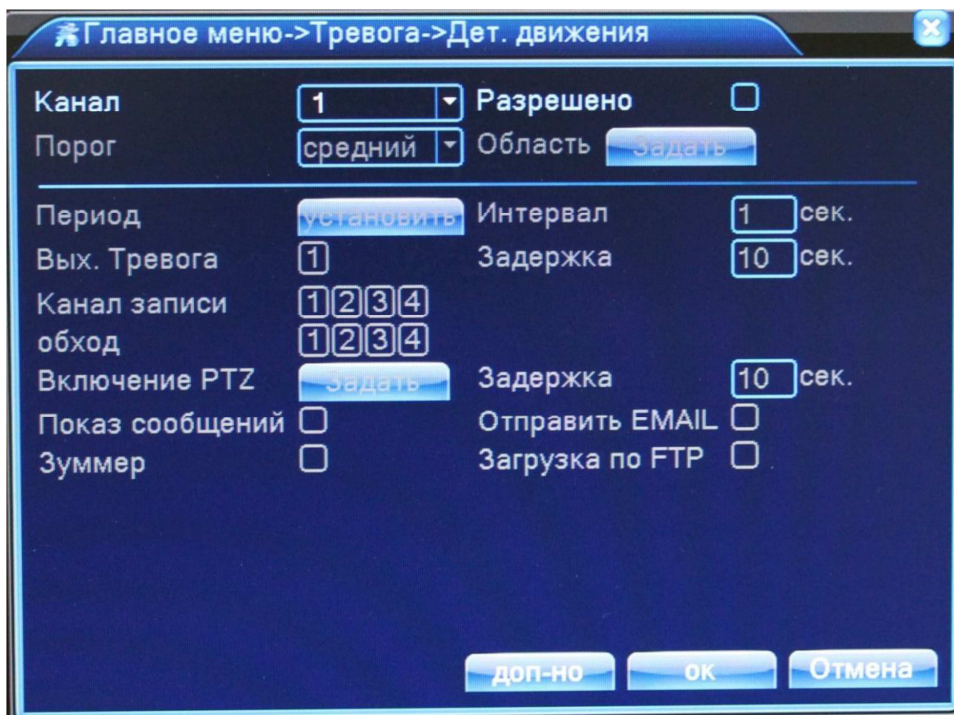 Главное меню->Тревога->Дет. движения
Канал 1 Разрешено
Порог средний Область Задать
Период установить Интервал 1 сек.
Вых. Тревога 1 Задержка 10 сек.
Канал записи 1 2 3 4
обход 1 2 3 4
Включение PTZ Задать Задержка 10 сек.
Показ сообщений Отправить EMAIL
Зуммер Загрузка по FTP
доп-но ок Отмена